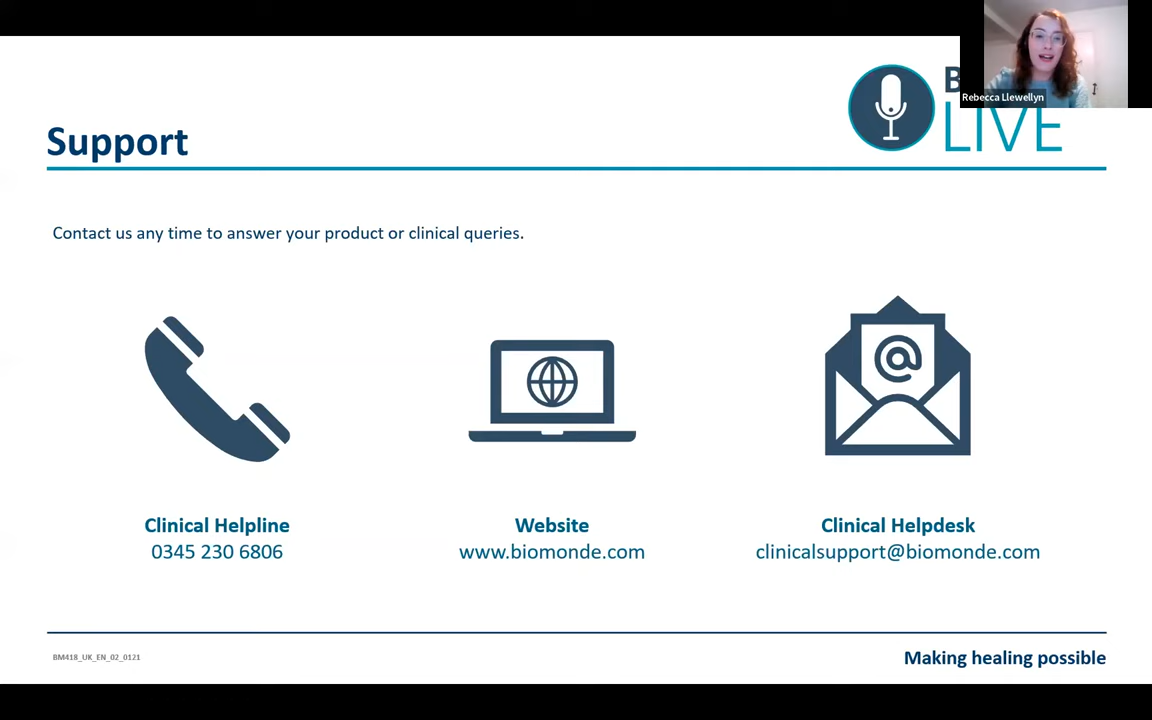 Rebecca Llewellyn
LIVE
Support
Contact us any time to answer your product or clinical queries.
Clinical Helpline
0345 230 6806
Website
www.biomonde.com
Clinical Helpdesk
clinicalsupport@biomonde.com
BM418_UK_EN_02_0121
Making healing possible